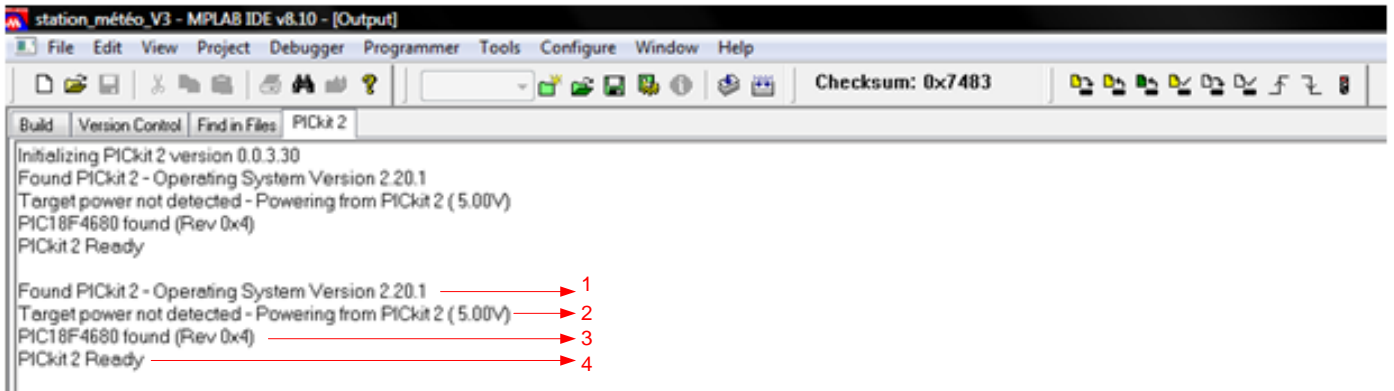 station_météo_V3 - MPLAB IDE v8.10 - [Output]
File Edit View Project Debugger Programmer Tools Configure Window Help
Checksum: 0x7483
Build Version Control Find in Files PICkit 2
Initializing PICkit 2 version 0.0.3.30
Found PICkit 2 - Operating System Version 2.20.1
Target power not detected - Powering from PICkit 2 ( 5.00V)
PIC18F4680 found (Rev 0x4)
PICkit 2 Ready
Found PICkit 2 - Operating System Version 2.20.1 1
Target power not detected - Powering from PICkit 2 ( 5.00V) 2
PIC18F4680 found (Rev 0x4) 3
PICkit 2 Ready 4